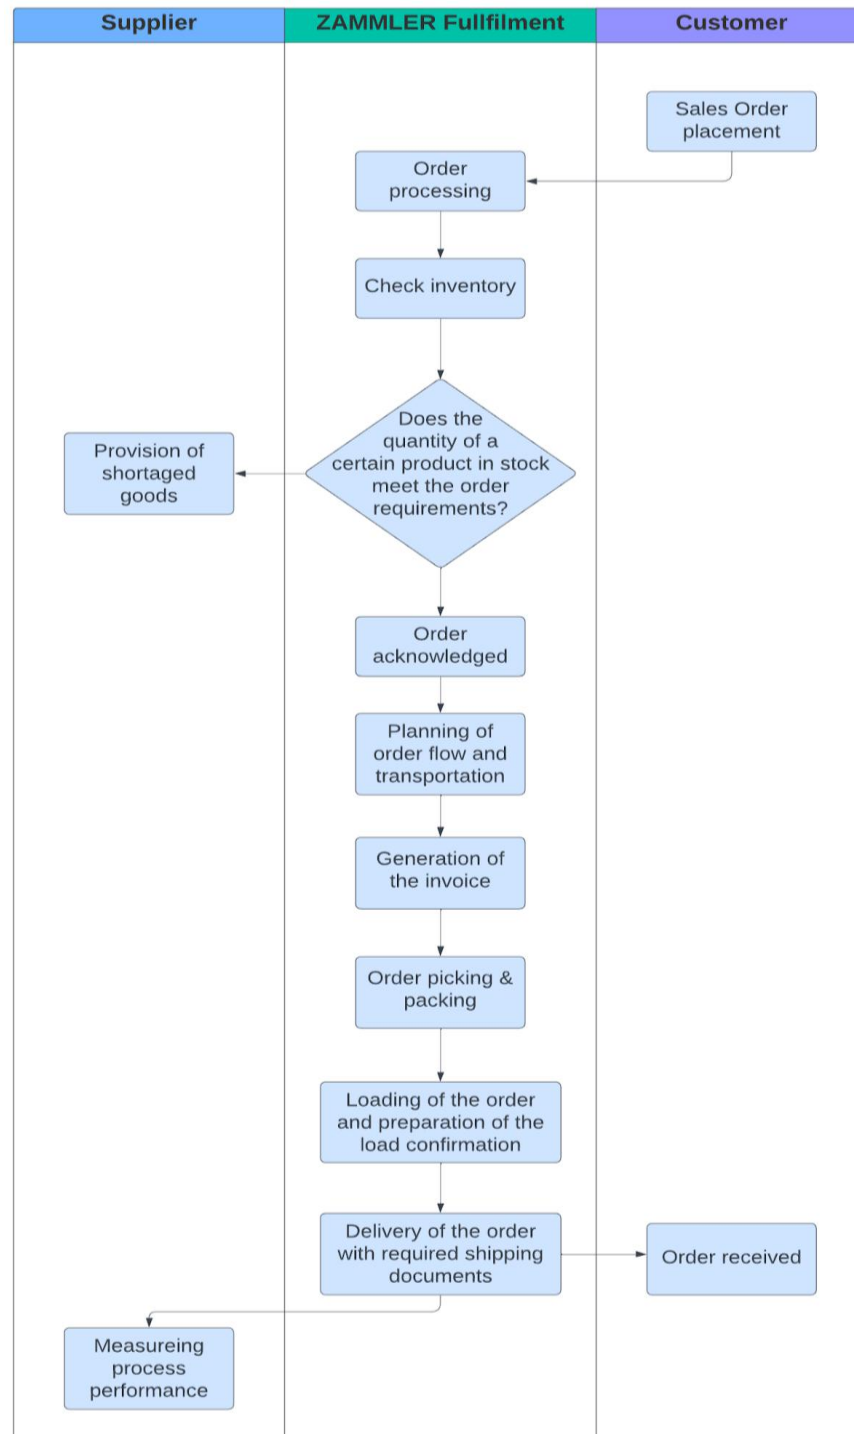 Supplier
ZAMMLER Fullfilment
Customer
Sales Order
placement
Order
processing
Check inventory
Does the
quantity of a
certain product in stock
meet the order
requirements?
Provision of
shortaged
goods
Order
acknowledged
Planning of
order flow and
transportation
Generation of
the invoice
Order picking &
packing
Loading of the order
and preparation of the
load confirmation
Delivery of the order
with required shipping
documents
Order received
Measureing
process
performance